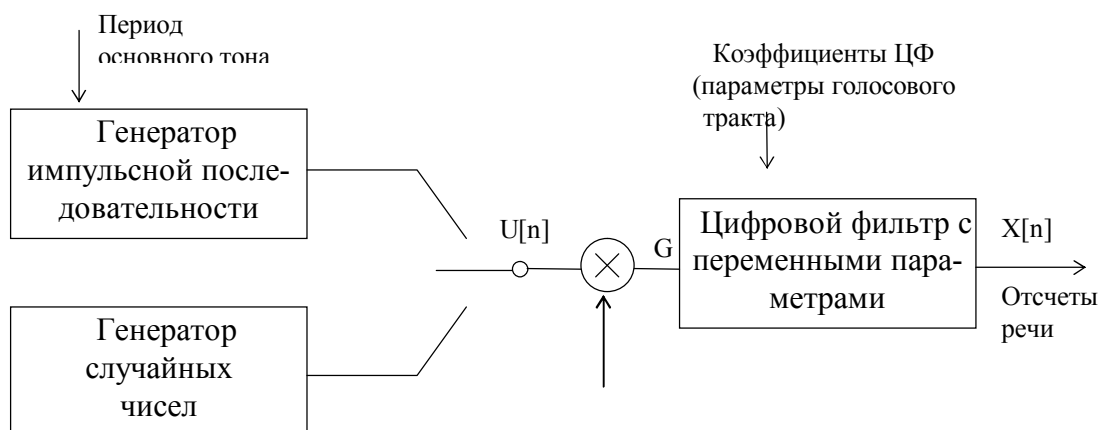 Период
основного тона
Коэффициенты ЦФ
(параметры голосового
тракта)
Генератор
импульсной после-
довательности
U[n]
G
Цифровой фильтр с
переменными пара-
метрами
X[n]
Отсчеты
речи
Генератор
случайных
чисел